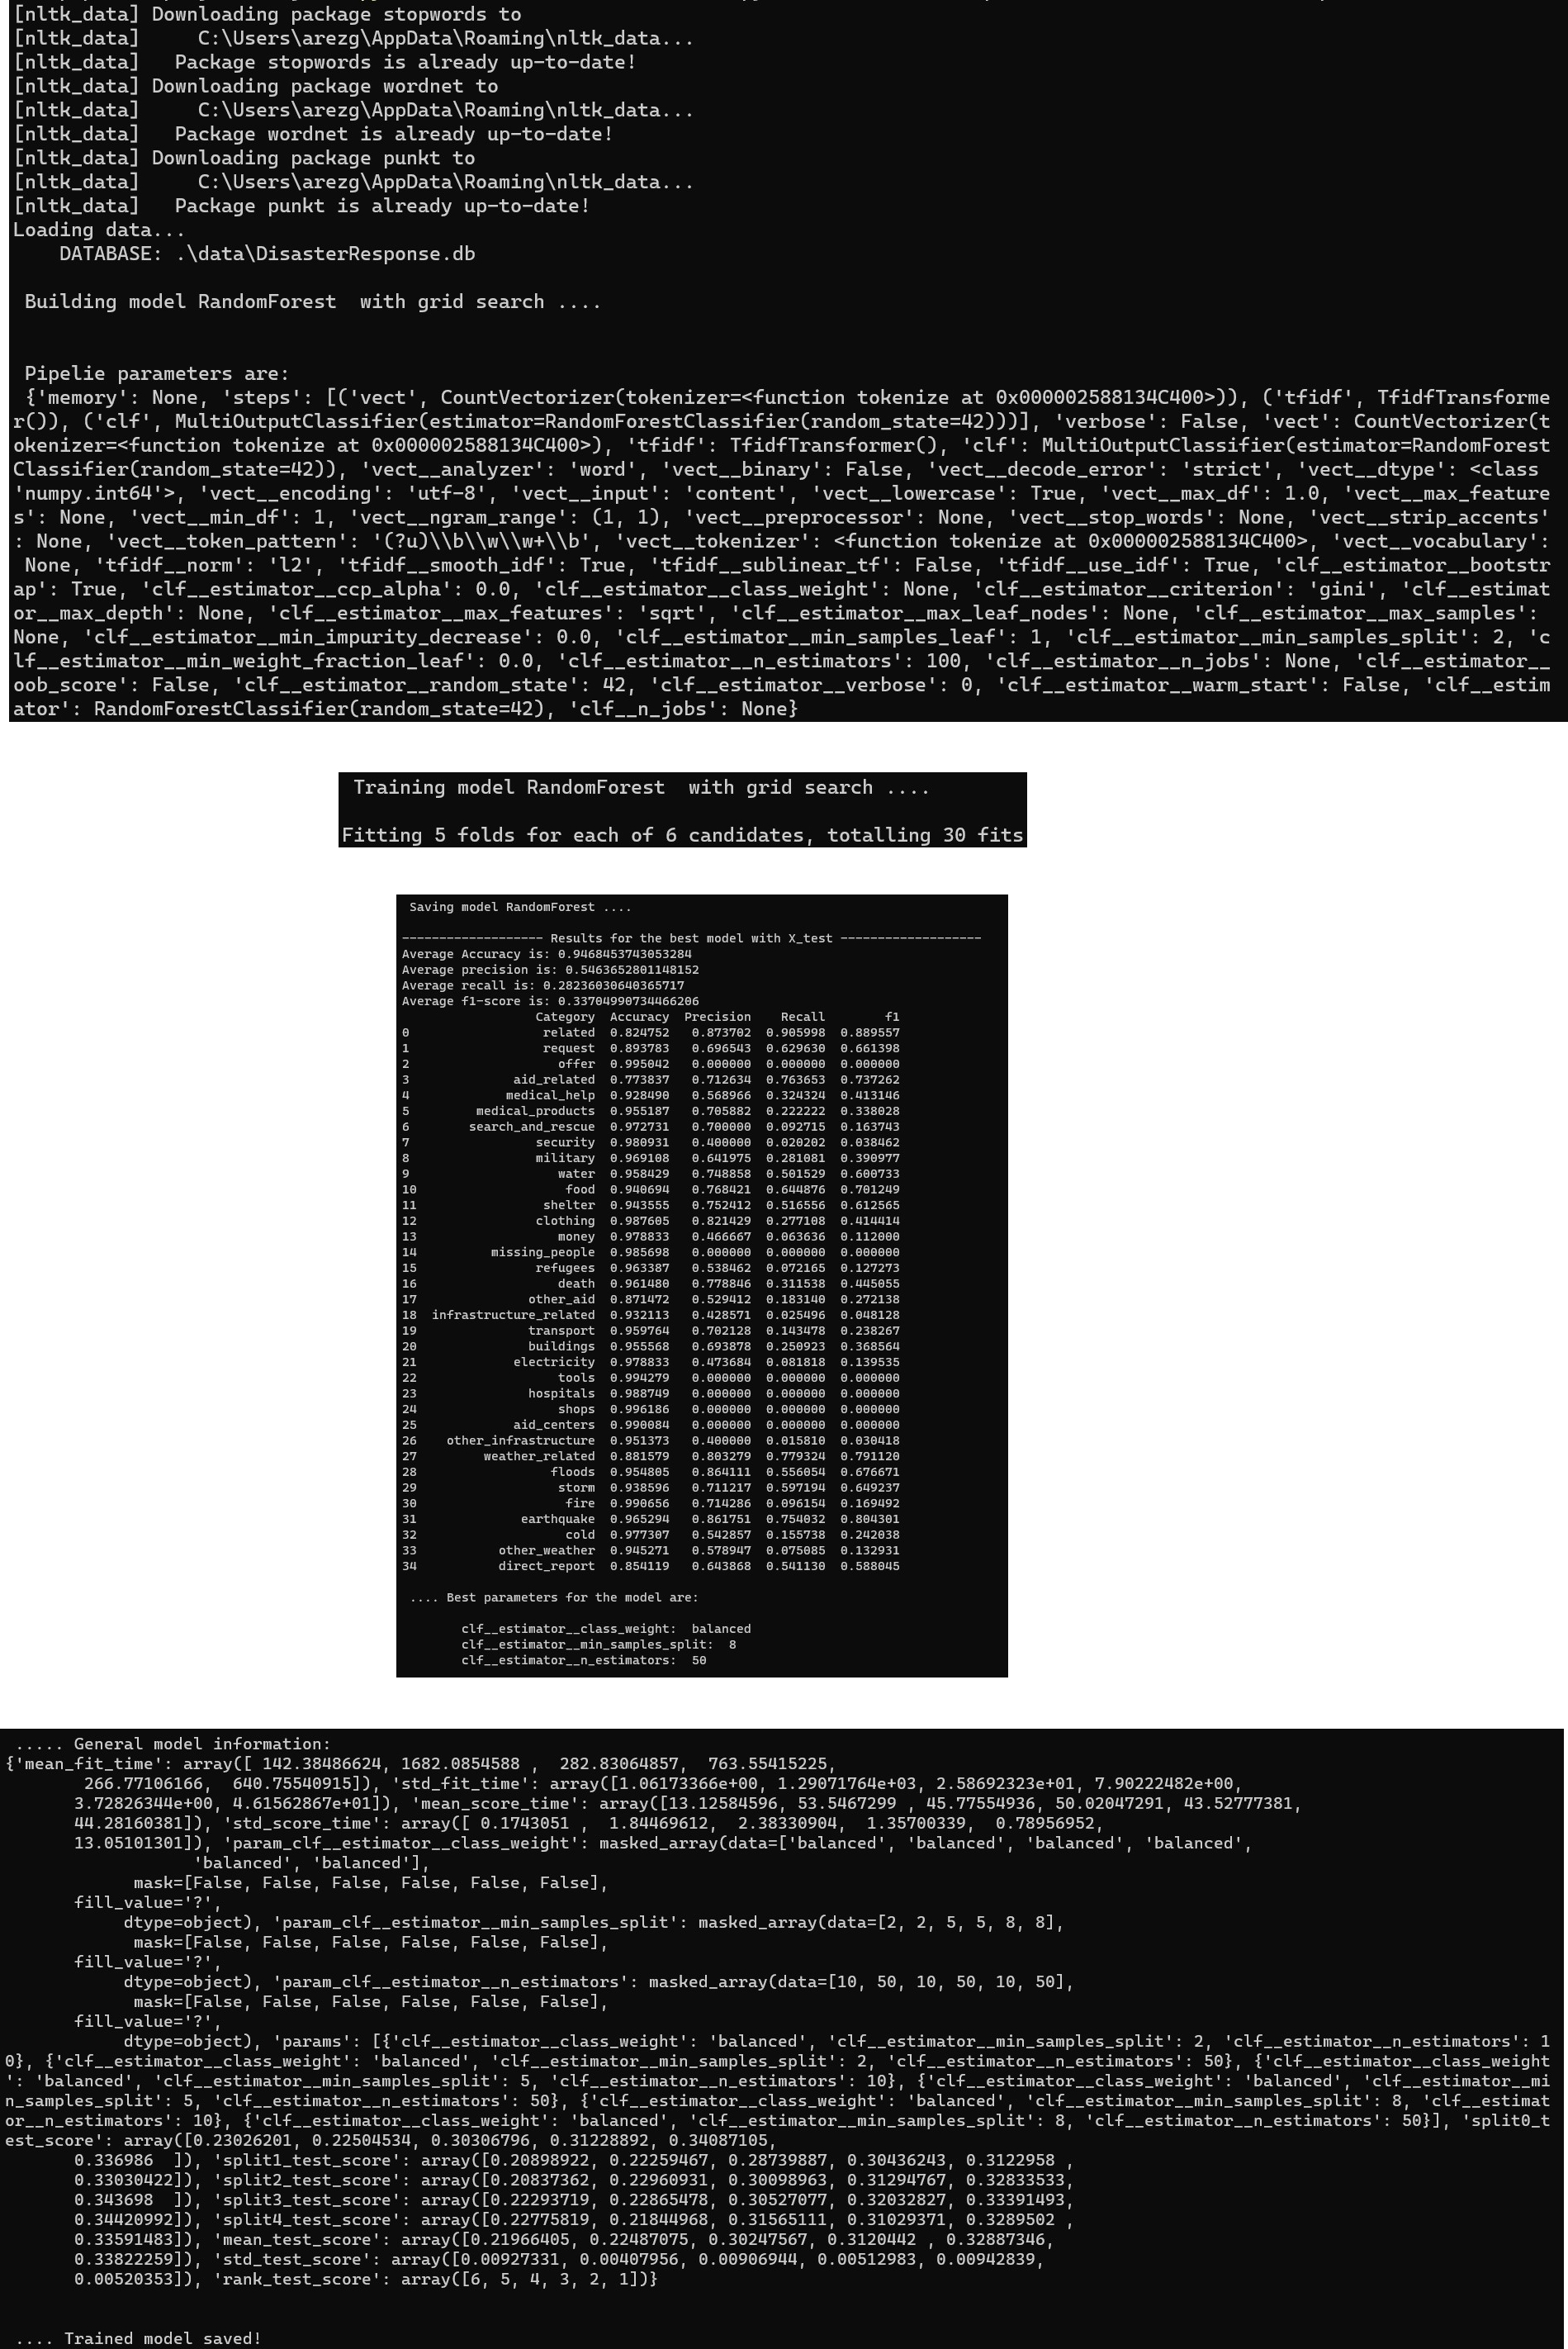 [nltk_data] Downloading package stopwords to
[nltk_data]     C:\Users\arezg\AppData\Roaming\nltk_data...
[nltk_data]   Package stopwords is already up-to-date!
[nltk_data] Downloading package wordnet to
[nltk_data]     C:\Users\arezg\AppData\Roaming\nltk_data...
[nltk_data]   Package wordnet is already up-to-date!
[nltk_data] Downloading package punkt to
[nltk_data]     C:\Users\arezg\AppData\Roaming\nltk_data...
[nltk_data]   Package punkt is already up-to-date!
Loading data...
    DATABASE: .\data\DisasterResponse.db
 Building model RandomForest  with grid search ....
 Pipelie parameters are:
 {'memory': None, 'steps': [('vect', CountVectorizer(tokenizer=<function tokenize at 0x000002588134C400>)), ('tfidf', TfidfTransforme
r()), ('clf', MultiOutputClassifier(estimator=RandomForestClassifier(random_state=42)))], 'verbose': False, 'vect': CountVectorizer(t
okenizer=<function tokenize at 0x000002588134C400>), 'tfidf': TfidfTransformer(), 'clf': MultiOutputClassifier(estimator=RandomForest
Classifier(random_state=42)), 'vect__analyzer': 'word', 'vect__binary': False, 'vect__decode_error': 'strict', 'vect__dtype': <class
'numpy.int64'>, 'vect__encoding': 'utf-8', 'vect__input': 'content', 'vect__lowercase': True, 'vect__max_df': 1.0, 'vect__max_feature
s': None, 'vect__min_df': 1, 'vect__ngram_range': (1, 1), 'vect__preprocessor': None, 'vect__stop_words': None, 'vect__strip_accents'
: None, 'vect__token_pattern': '(?u)\\b\\w\\w+\\b', 'vect__tokenizer': <function tokenize at 0x000002588134C400>, 'vect__vocabulary':
 None, 'tfidf__norm': 'l2', 'tfidf__smooth_idf': True, 'tfidf__sublinear_tf': False, 'tfidf__use_idf': True, 'clf__estimator__bootstr
ap': True, 'clf__estimator__ccp_alpha': 0.0, 'clf__estimator__class_weight': None, 'clf__estimator__criterion': 'gini', 'clf__estimat
or__max_depth': None, 'clf__estimator__max_features': 'sqrt', 'clf__estimator__max_leaf_nodes': None, 'clf__estimator__max_samples':
None, 'clf__estimator__min_impurity_decrease': 0.0, 'clf__estimator__min_samples_leaf': 1, 'clf__estimator__min_samples_split': 2, 'c
lf__estimator__min_weight_fraction_leaf': 0.0, 'clf__estimator__n_estimators': 100, 'clf__estimator__n_jobs': None, 'clf__estimator__
oob_score': False, 'clf__estimator__random_state': 42, 'clf__estimator__verbose': 0, 'clf__estimator__warm_start': False, 'clf__estim
ator': RandomForestClassifier(random_state=42), 'clf__n_jobs': None}
 Training model RandomForest  with grid search ....
Fitting 5 folds for each of 6 candidates, totalling 30 fits
 Saving model RandomForest ....
------------------- Results for the best model with X_test -------------------
Average Accuracy is: 0.9468453743053284
Average precision is: 0.5463652801148152
Average recall is: 0.28236030640365717
Average f1-score is: 0.33704990734466206
                  Category  Accuracy  Precision    Recall        f1
0                  related  0.824752   0.873702  0.905998  0.889557
1                  request  0.893783   0.696543  0.629630  0.661398
2                    offer  0.995042   0.000000  0.000000  0.000000
3              aid_related  0.773837   0.712634  0.763653  0.737262
4             medical_help  0.928490   0.568966  0.324324  0.413146
5         medical_products  0.955187   0.705882  0.222222  0.338028
6        search_and_rescue  0.972731   0.700000  0.092715  0.163743
7                 security  0.980931   0.400000  0.020202  0.038462
8                 military  0.969108   0.641975  0.281081  0.390977
9                    water  0.958429   0.748858  0.501529  0.600733
10                    food  0.940694   0.768421  0.644876  0.701249
11                 shelter  0.943555   0.752412  0.516556  0.612565
12                clothing  0.987605   0.821429  0.277108  0.414414
13                   money  0.978833   0.466667  0.063636  0.112000
14          missing_people  0.985698   0.000000  0.000000  0.000000
15                refugees  0.963387   0.538462  0.072165  0.127273
16                   death  0.961480   0.778846  0.311538  0.445055
17               other_aid  0.871472   0.529412  0.183140  0.272138
18  infrastructure_related  0.932113   0.428571  0.025496  0.048128
19               transport  0.959764   0.702128  0.143478  0.238267
20               buildings  0.955568   0.693878  0.250923  0.368564
21             electricity  0.978833   0.473684  0.081818  0.139535
22                   tools  0.994279   0.000000  0.000000  0.000000
23               hospitals  0.988749   0.000000  0.000000  0.000000
24                   shops  0.996186   0.000000  0.000000  0.000000
25             aid_centers  0.990084   0.000000  0.000000  0.000000
26    other_infrastructure  0.951373   0.400000  0.015810  0.030418
27         weather_related  0.881579   0.803279  0.779324  0.791120
28                  floods  0.954805   0.864111  0.556054  0.676671
29                   storm  0.938596   0.711217  0.597194  0.649237
30                    fire  0.990656   0.714286  0.096154  0.169492
31              earthquake  0.965294   0.861751  0.754032  0.804301
32                    cold  0.977307   0.542857  0.155738  0.242038
33           other_weather  0.945271   0.578947  0.075085  0.132931
34           direct_report  0.854119   0.643868  0.541130  0.588045
 .... Best parameters for the model are:
        clf__estimator__class_weight:  balanced
        clf__estimator__min_samples_split:  8
        clf__estimator__n_estimators:  50
 ..... General model information:
{'mean_fit_time': array([ 142.38486624, 1682.0854588 ,  282.83064857,  763.55415225,
        266.77106166,  640.75540915]), 'std_fit_time': array([1.06173366e+00, 1.29071764e+03, 2.58692323e+01, 7.90222482e+00,
       3.72826344e+00, 4.61562867e+01]), 'mean_score_time': array([13.12584596, 53.5467299 , 45.77554936, 50.02047291, 43.52777381,
       44.28160381]), 'std_score_time': array([ 0.1743051 ,  1.84469612,  2.38330904,  1.35700339,  0.78956952,
       13.05101301]), 'param_clf__estimator__class_weight': masked_array(data=['balanced', 'balanced', 'balanced', 'balanced',
                   'balanced', 'balanced'],
             mask=[False, False, False, False, False, False],
       fill_value='?',
            dtype=object), 'param_clf__estimator__min_samples_split': masked_array(data=[2, 2, 5, 5, 8, 8],
             mask=[False, False, False, False, False, False],
       fill_value='?',
            dtype=object), 'param_clf__estimator__n_estimators': masked_array(data=[10, 50, 10, 50, 10, 50],
             mask=[False, False, False, False, False, False],
       fill_value='?',
            dtype=object), 'params': [{'clf__estimator__class_weight': 'balanced', 'clf__estimator__min_samples_split': 2, 'clf__estimator__n_estimators': 1
0}, {'clf__estimator__class_weight': 'balanced', 'clf__estimator__min_samples_split': 2, 'clf__estimator__n_estimators': 50}, {'clf__estimator__class_weight
': 'balanced', 'clf__estimator__min_samples_split': 5, 'clf__estimator__n_estimators': 10}, {'clf__estimator__class_weight': 'balanced', 'clf__estimator__mi
n_samples_split': 5, 'clf__estimator__n_estimators': 50}, {'clf__estimator__class_weight': 'balanced', 'clf__estimator__min_samples_split': 8, 'clf__estimat
or__n_estimators': 10}, {'clf__estimator__class_weight': 'balanced', 'clf__estimator__min_samples_split': 8, 'clf__estimator__n_estimators': 50}], 'split0_t
est_score': array([0.23026201, 0.22504534, 0.30306796, 0.31228892, 0.34087105,
       0.336986  ]), 'split1_test_score': array([0.20898922, 0.22259467, 0.28739887, 0.30436243, 0.3122958 ,
       0.33030422]), 'split2_test_score': array([0.20837362, 0.22960931, 0.30098963, 0.31294767, 0.32833533,
       0.343698  ]), 'split3_test_score': array([0.22293719, 0.22865478, 0.30527077, 0.32032827, 0.33391493,
       0.34420992]), 'split4_test_score': array([0.22775819, 0.21844968, 0.31565111, 0.31029371, 0.3289502 ,
       0.33591483]), 'mean_test_score': array([0.21966405, 0.22487075, 0.30247567, 0.3120442 , 0.32887346,
       0.33822259]), 'std_test_score': array([0.00927331, 0.00407956, 0.00906944, 0.00512983, 0.00942839,
       0.00520353]), 'rank_test_score': array([6, 5, 4, 3, 2, 1])}
 .... Trained model saved!